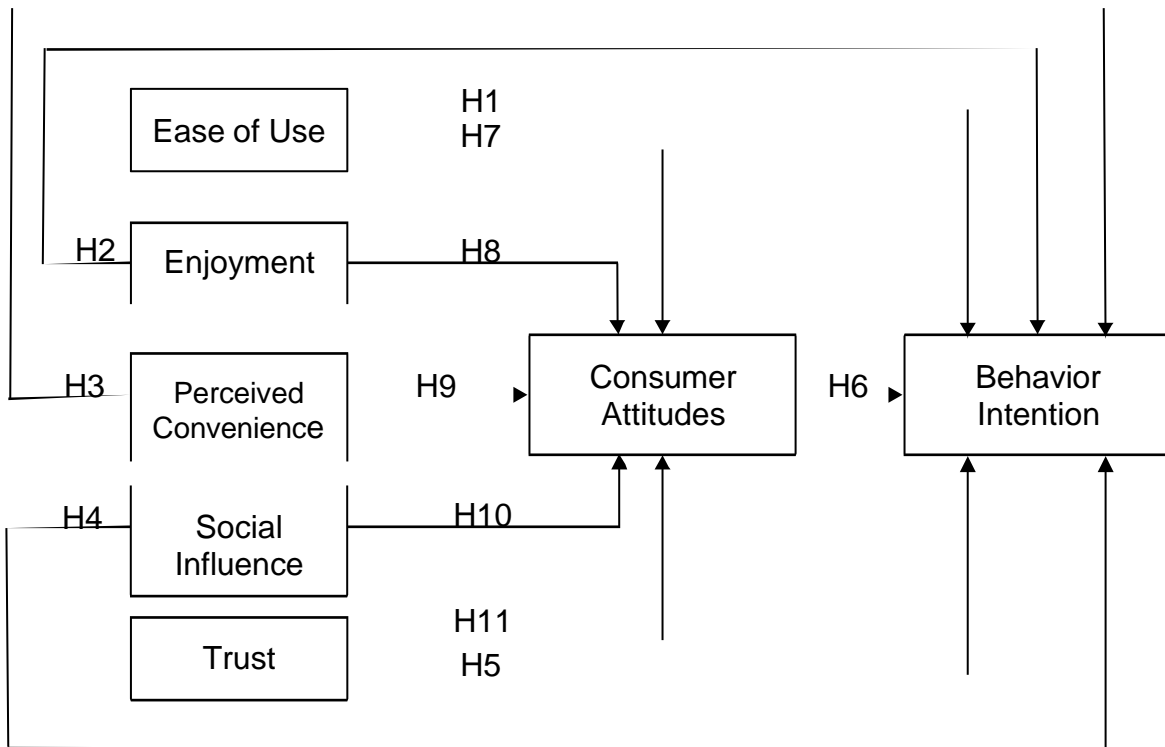 H1
Ease of Use
H7
H2
Enjoyment
H8
H3
Perceived
Convenience
H9
Consumer
Attitudes
H6
Behavior
Intention
H4
Social
Influence
H10
H11
Trust
H5